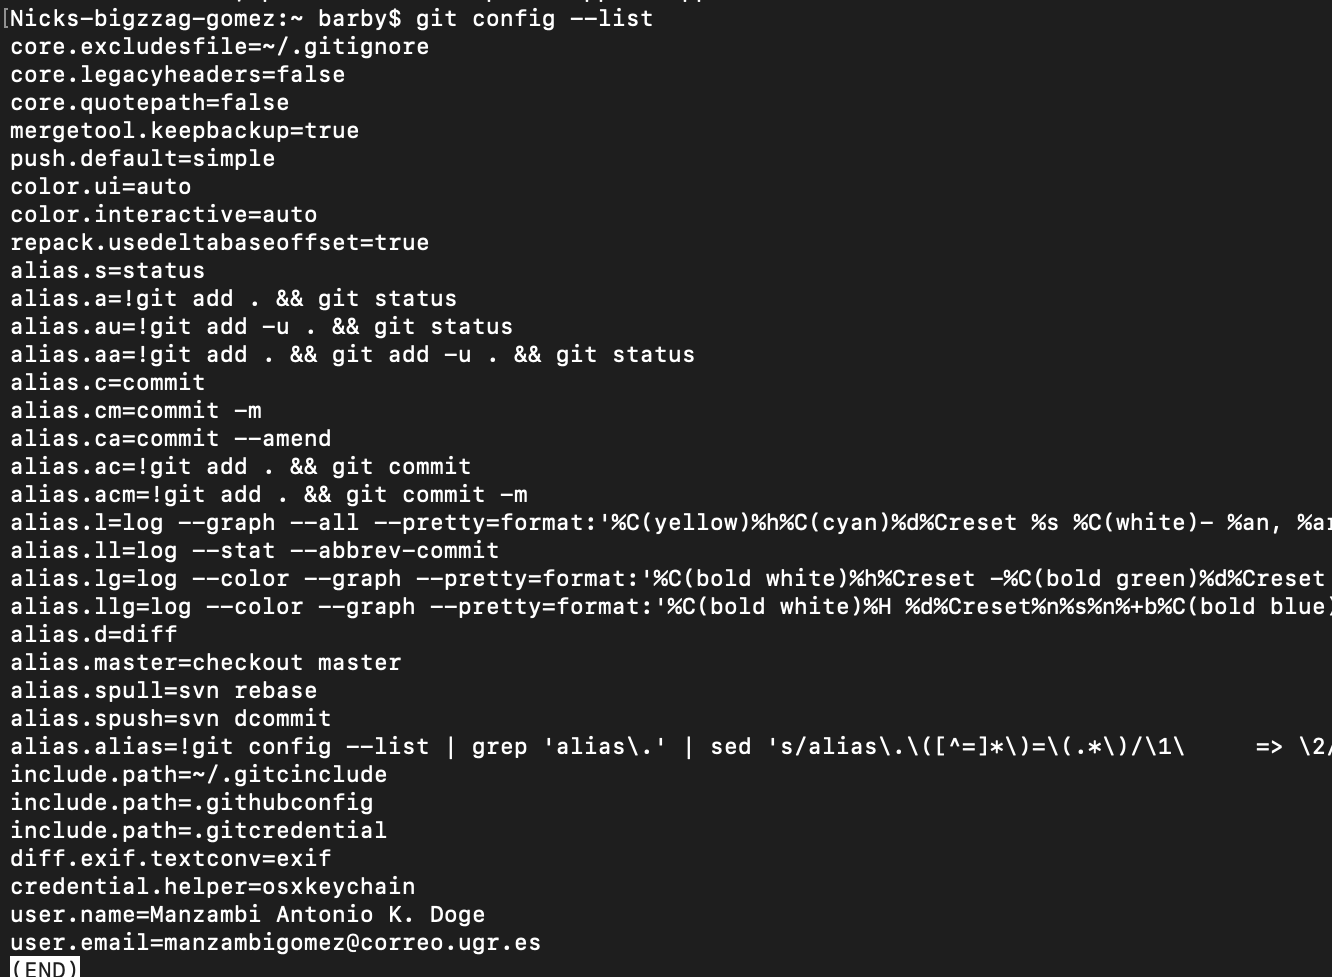 Nicks-bigzzag-gomez:~ barby$ git config --list
core.excludesfile=~/.gitignore
core.legacyheaders=false
core.quotepath=false
mergetool.keepbackup=true
push.default=simple
color.ui=auto
color.interactive=auto
repack.usedeltabaseoffset=true
alias.s=status
alias.a=!git add . && git status
alias.au=!git add -u . && git status
alias.aa=!git add . && git add -u . && git status
alias.c=commit
alias.cm=commit -m
alias.ca=commit --amend
alias.ac=!git add . && git commit
alias.acm=!git add . && git commit -m
alias.l=log --graph --all --pretty=format:'%C(yellow)%h%C(cyan)%d%Creset %s %C(white)- %an, %ar
alias.ll=log --stat --abbrev-commit
alias.lg=log --color --graph --pretty=format:'%C(bold white)%h%Creset -%C(bold green)%d%Creset
alias.llg=log --color --graph --pretty=format:'%C(bold white)%H %d%Creset%n%s%n%+b%C(bold blue)
alias.d=diff
alias.master=checkout master
alias.spull=svn rebase
alias.spush=svn dcommit
alias.alias=!git config --list | grep 'alias\.' | sed 's/alias\.\([^=]*\)=\(.*\)/\1\     => \2/
include.path=~/.gitcinclude
include.path=.githubconfig
include.path=.gitcredential
diff.exif.textconv=exif
credential.helper=osxkeychain
user.name=Manzambi Antonio K. Doge
user.email=manzambigomez@correo.ugr.es
(END)